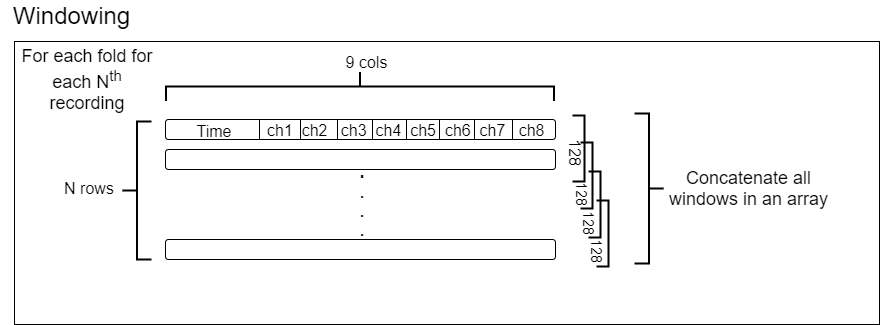 Windowing
For each fold for
each Nth
recording
9 cols
Time ch1 ch2 ch3 ch4 ch5 ch6 ch7 ch8
N rows
128
128
128
128
Concatenate all
windows in an array